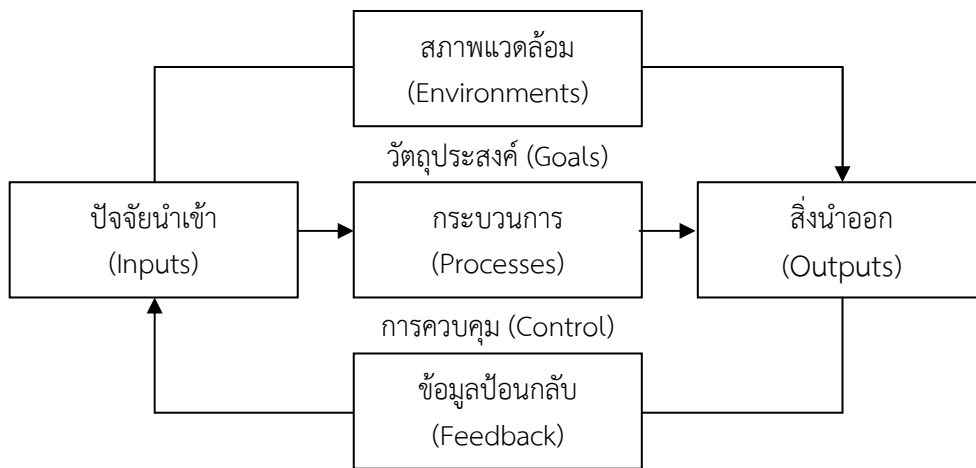 สภาพแวดล้อม
(Environments)
วัตถุประสงค์ (Goals)
ปัจจัยนำเข้า
(Inputs)
กระบวนการ
(Processes)
สิ่งนำออก
(Outputs)
การควบคุม (Control)
ข้อมูลป้อนกลับ
(Feedback)